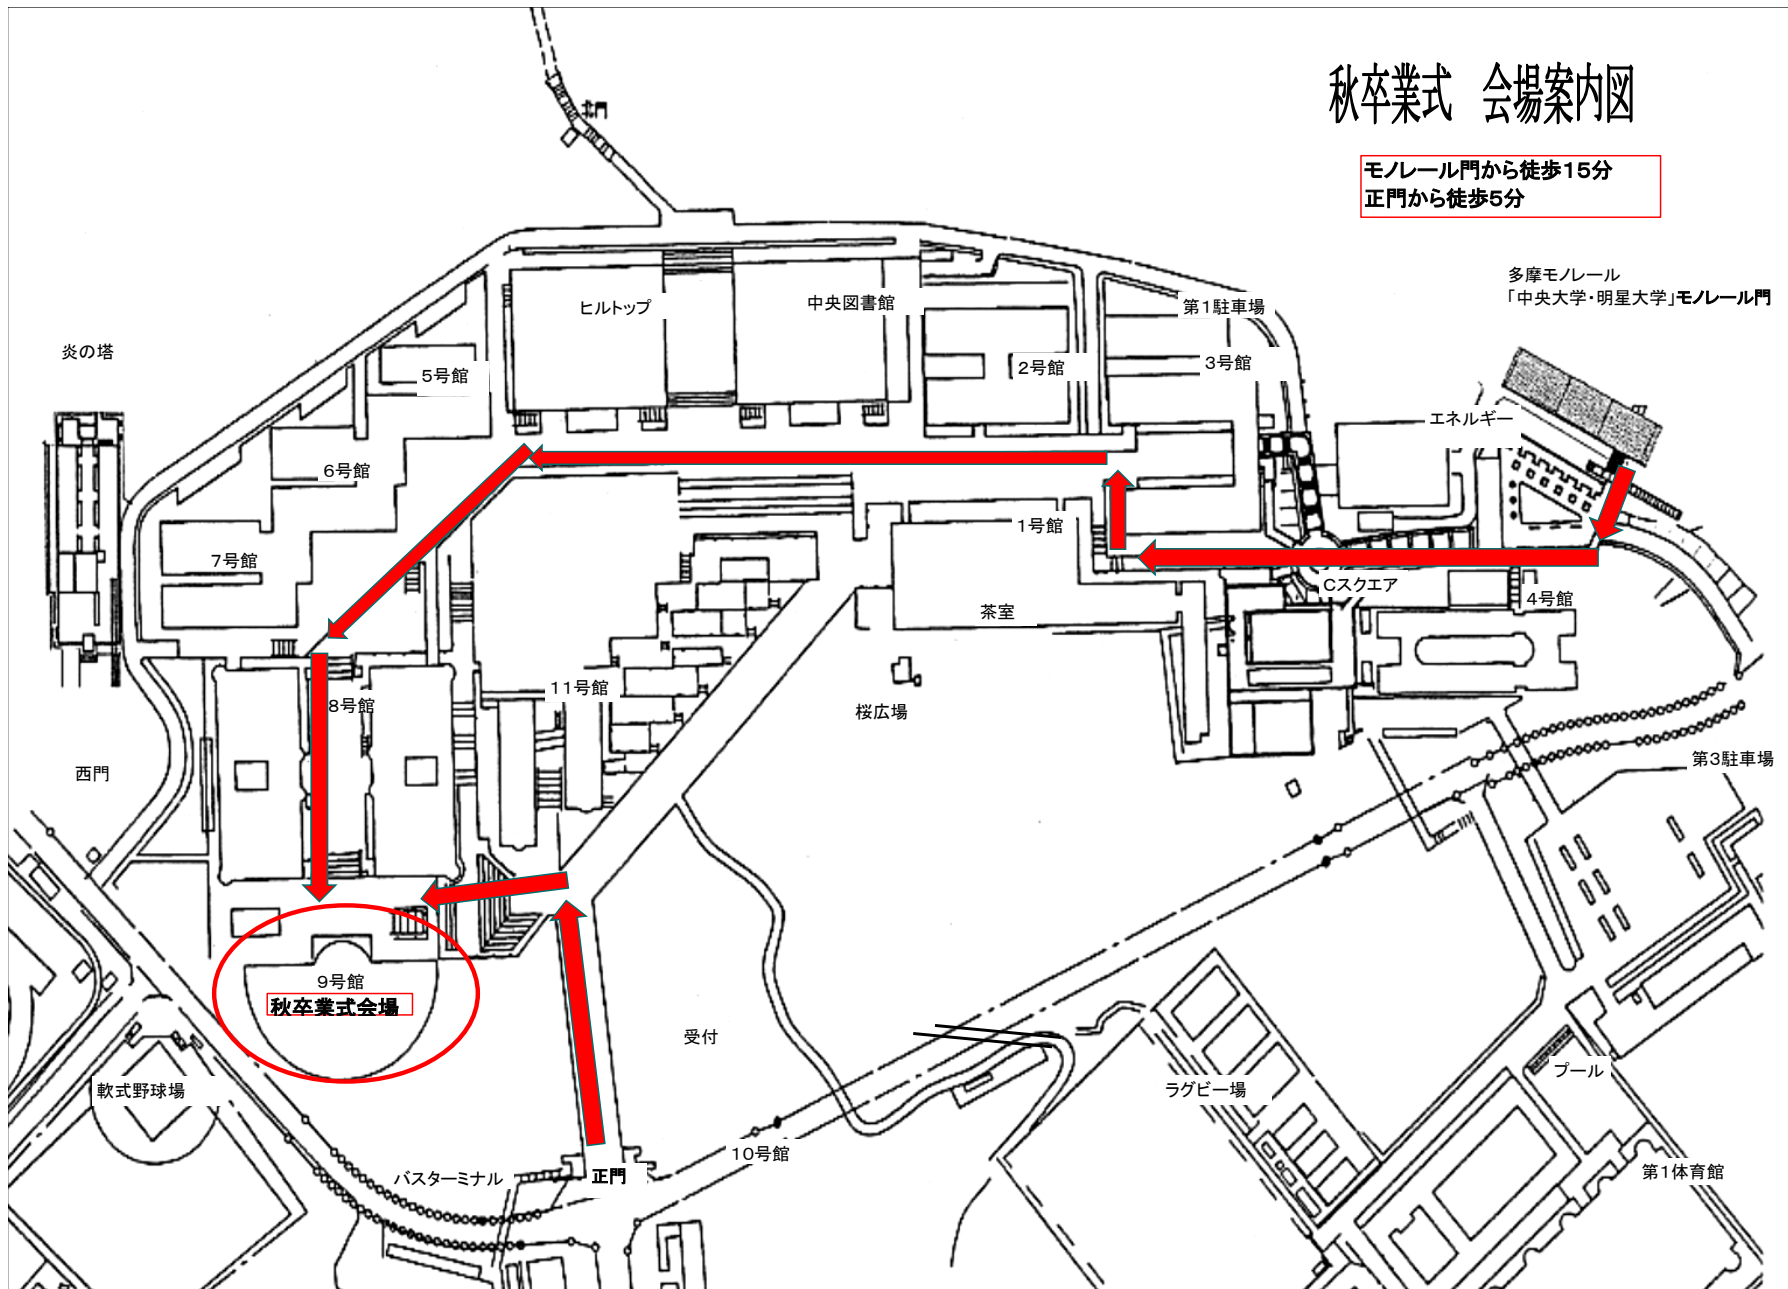 秋卒業式　会場案内図
モノレール門から徒歩15分
正門から徒歩5分
北門
多摩モノレール
「中央大学・明星大学」モノレール門
ヒルトップ
中央図書館
第1駐車場
炎の塔
5号館
2号館
3号館
エネルギー
6号館
1号館
7号館
Cスクエア
4号館
茶室
11号館
8号館
桜広場
西門
第3駐車場
9号館
秋卒業式会場
受付
軟式野球場
ラグビー場
プール
10号館
バスターミナル
正門
第1体育館